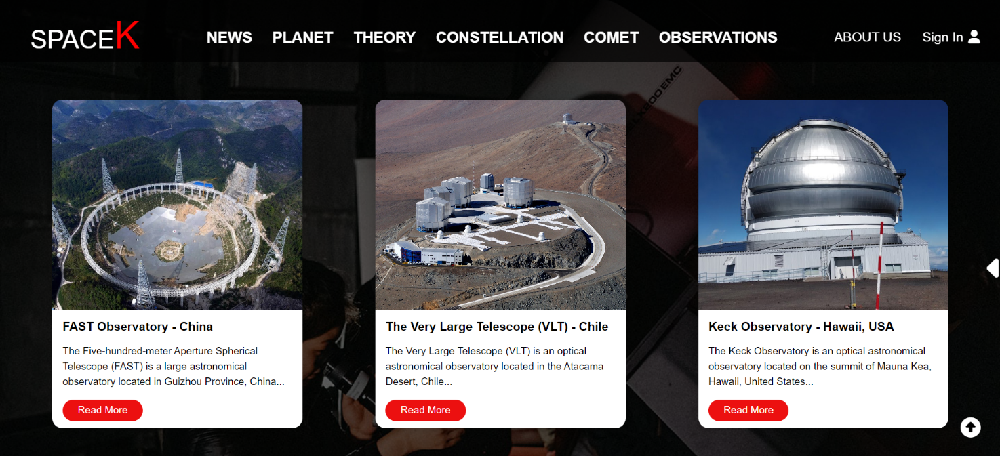 SPACEK
NEWS
PLANET
THEORY
CONSTELLATION
COMET
OBSERVATIONS
ABOUT US
Sign In
LX200 EMC
FAST Observatory - China
The Five-hundred-meter Aperture Spherical
Telescope (FAST) is a large astronomical
observatory located in Guizhou Province, China...
Read More
The Very Large Telescope (VLT) - Chile
The Very Large Telescope (VLT) is an optical
astronomical observatory located in the Atacama
Desert, Chile...
Read More
Keck Observatory - Hawaii, USA
The Keck Observatory is an optical astronomical
observatory located on the summit of Mauna Kea,
Hawaii, United States...
Read More